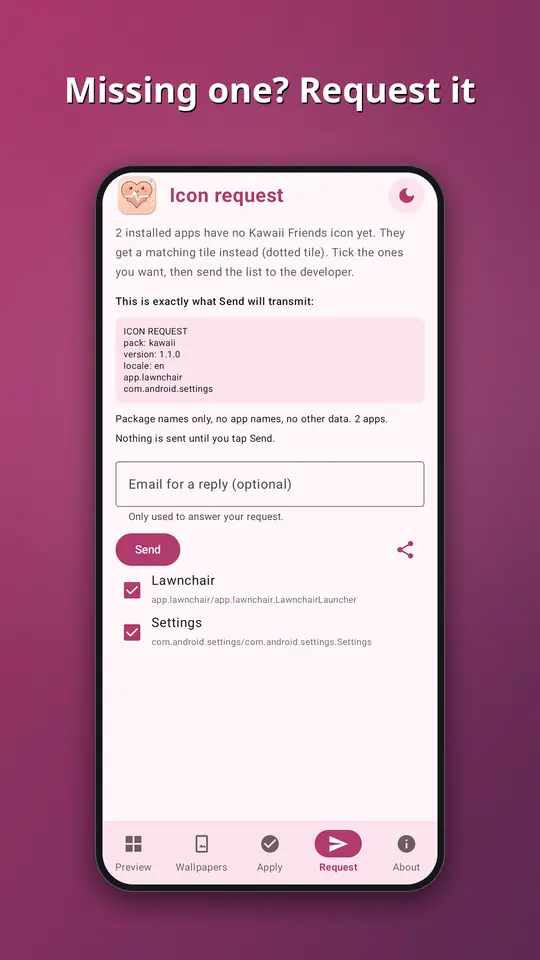 Missing one? Request it
Icon request
2 installed apps have no Kawaii Friends icon yet. They
get a matching tile instead (dotted tile). Tick the ones
you want, then send the list to the developer.
This is exactly what Send will transmit:
ICON REQUEST
pack: kawaii
version: 1.1.0
locale: en
app.lawnchair
com.android.settings
Package names only, no app names, no other data. 2 apps.
Nothing is sent until you tap Send.
Email for a reply (optional)
Only used to answer your request.
Send
Lawnchair
app.lawnchair/app.lawnchair.LawnchairLauncher
Settings
com.android.settings/com.android.settings.Settings
Preview
Wallpapers
Apply
Request
About